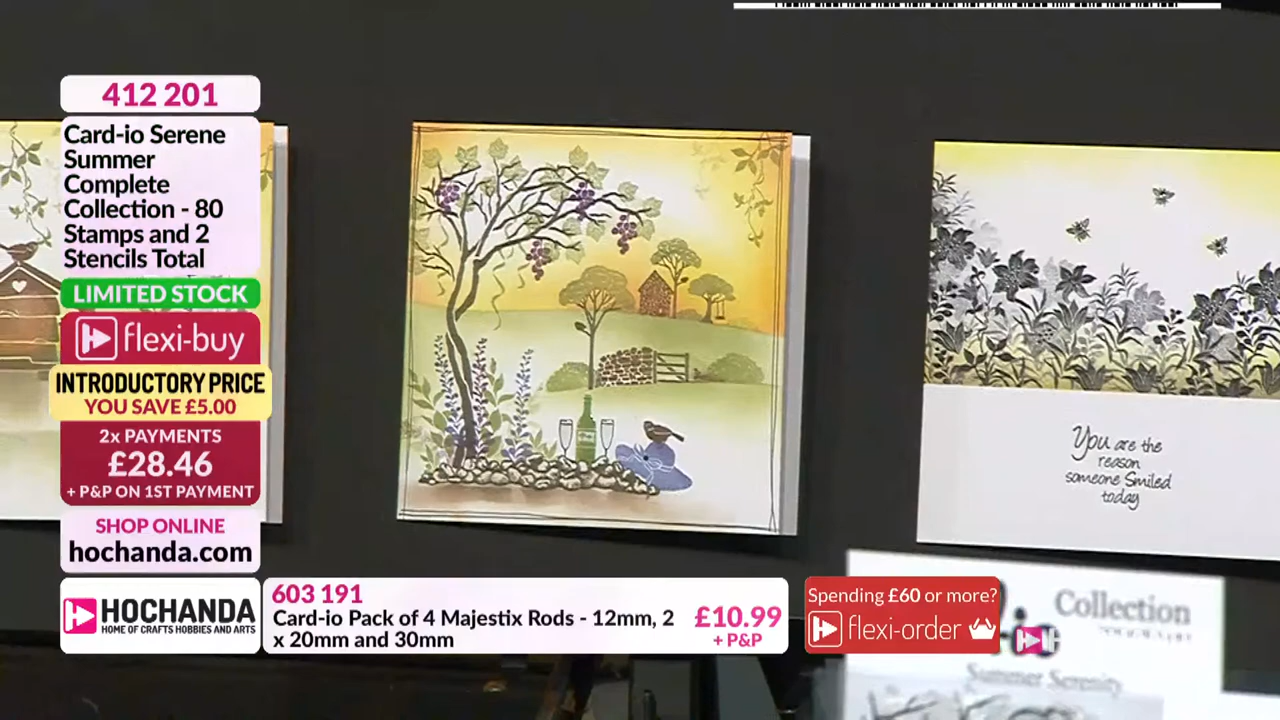 412 201
Card-io Serene
Summer
Complete
Collection - 80
Stamps and 2
Stencils Total
LIMITED STOCK
flexi-buy
INTRODUCTORY PRICE
YOU SAVE £5.00
2x PAYMENTS
£28.46
+ P&P ON 1ST PAYMENT
SHOP ONLINE
hochanda.com
You are the
reason
someone Smiled
today
HOCHANDA
HOME OF CRAFTS HOBBIES AND ARTS
603 191
Card-io Pack of 4 Majestix Rods - 12mm, 2
x 20mm and 30mm
£10.99
+ P&P
Spending £60 or more?
flexi-order
Collection
Summer Serenity